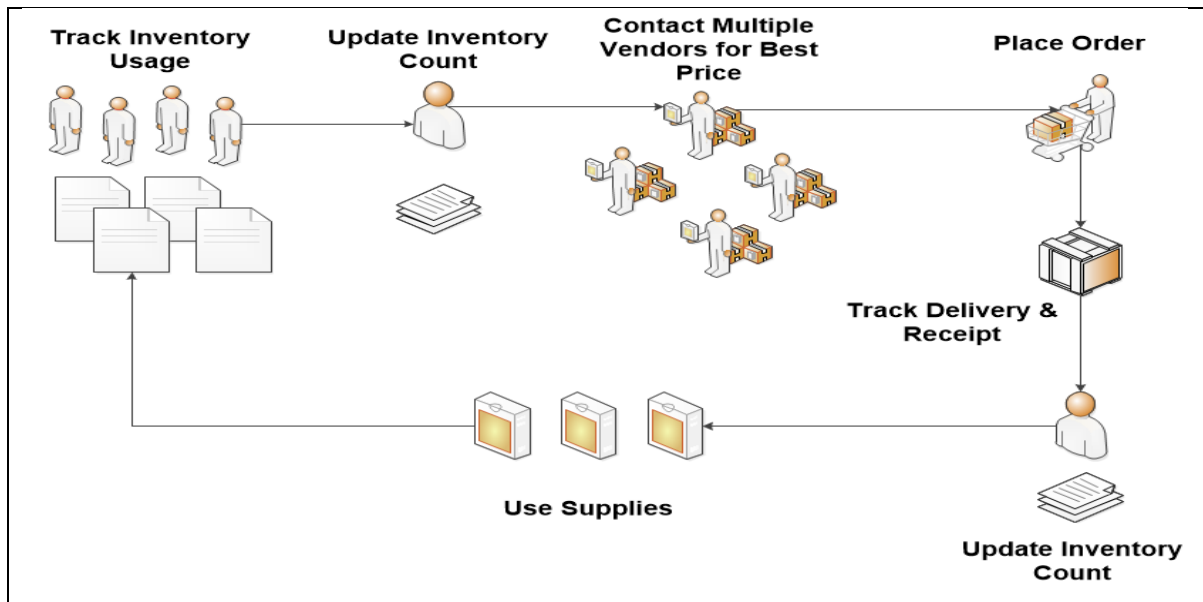 Track Inventory
Usage
Update Inventory
Count
Contact Multiple
Vendors for Best
Price
Place Order
Track Delivery &
Receipt
Use Supplies
Update Inventory
Count